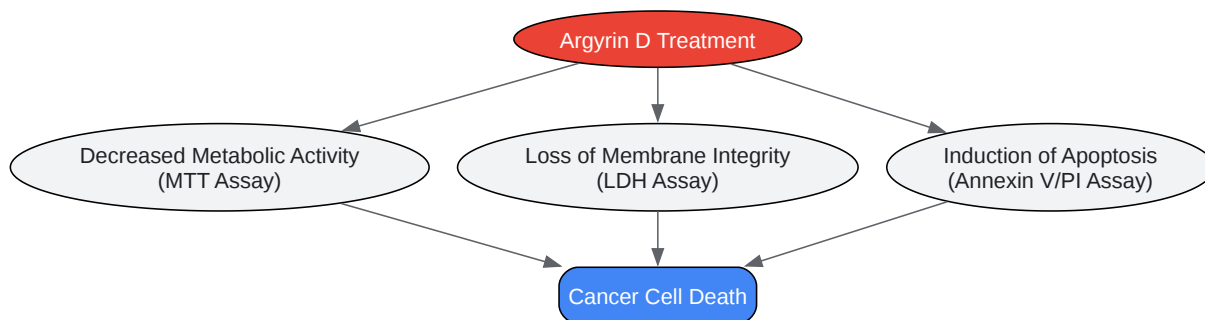 Argyrin D Treatment
Decreased Metabolic Activity
(MTT Assay)
Loss of Membrane Integrity
(LDH Assay)
Induction of Apoptosis
(Annexin V/PI Assay)
Cancer Cell Death